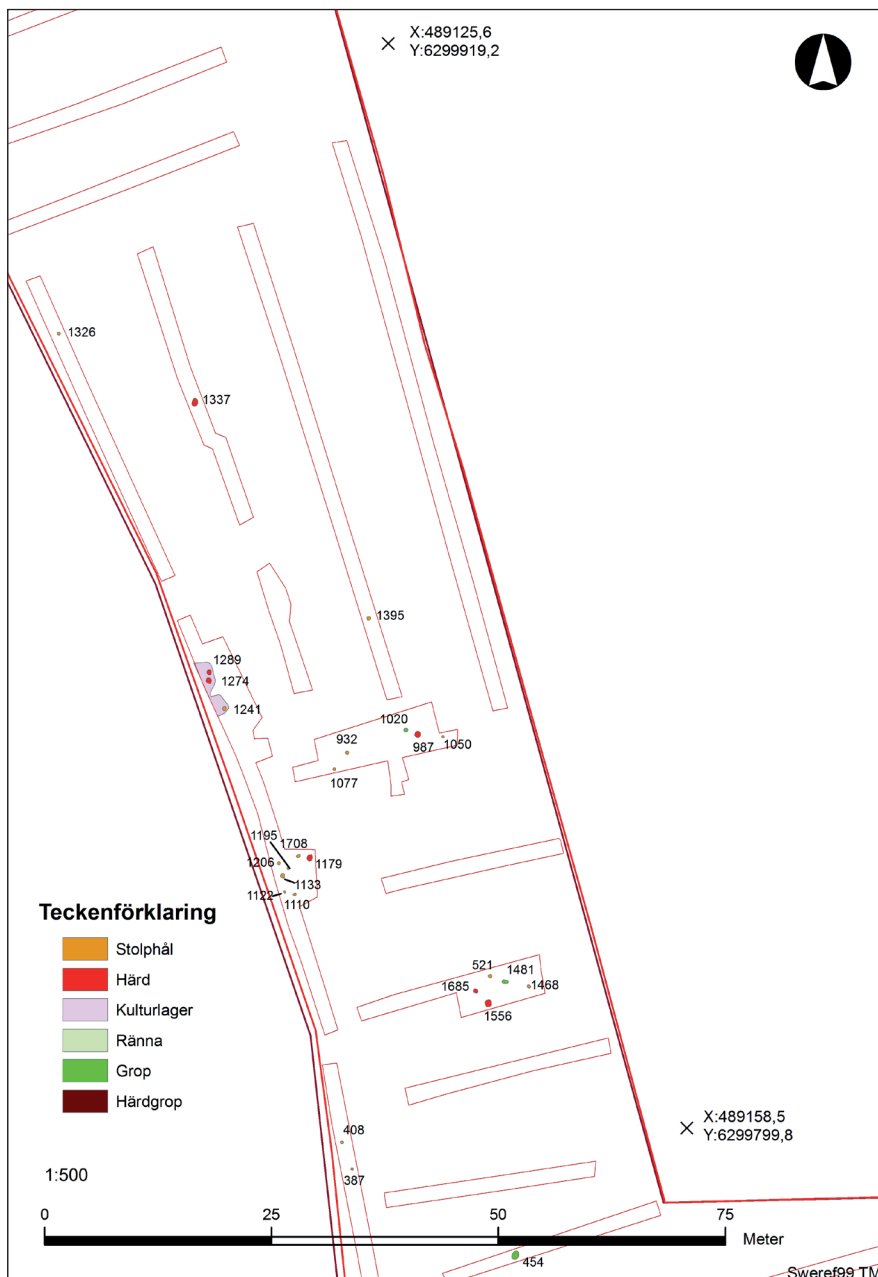 X:489125,6
Y:6299919,2
1326
1337
1395
1289
1274
1241
1020
932
987
1050
1077
1195
1708
1206
1179
1133
1122
1110
Teckenförklaring
Stolphål
Härd
Kulturlager
Ränna
Grop
Härdgrop
521
1481
1685
1468
1556
X:489158,5
Y:6299799,8
408
387
1:500
0 25 50 75
Meter
454
Sweref99 TM